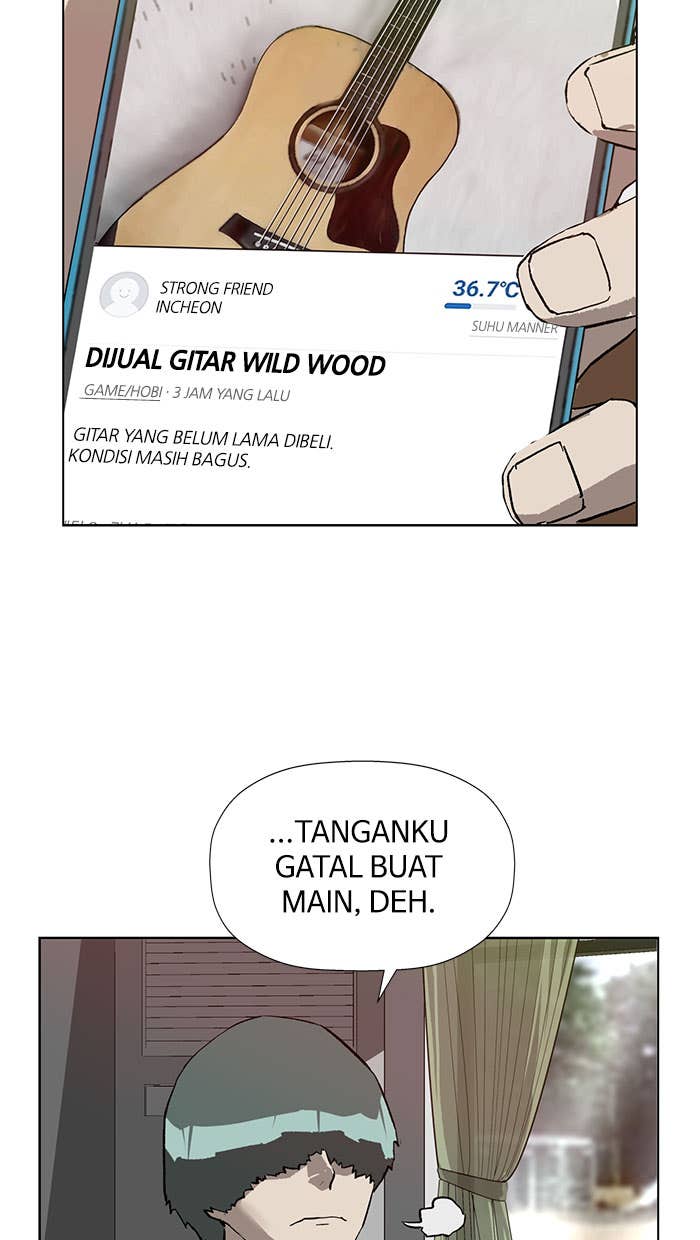 STRONG FRIEND
INCHEON
36.7°C
SUHU MANNER
DIJUAL GITAR WILD WOOD
GAME/HOBI · 3 JAM YANG LALU
GITAR YANG BELUM LAMA DIBELI.
KONDISI MASIH BAGUS.
...TANGANKU
GATAL BUAT
MAIN, DEH.